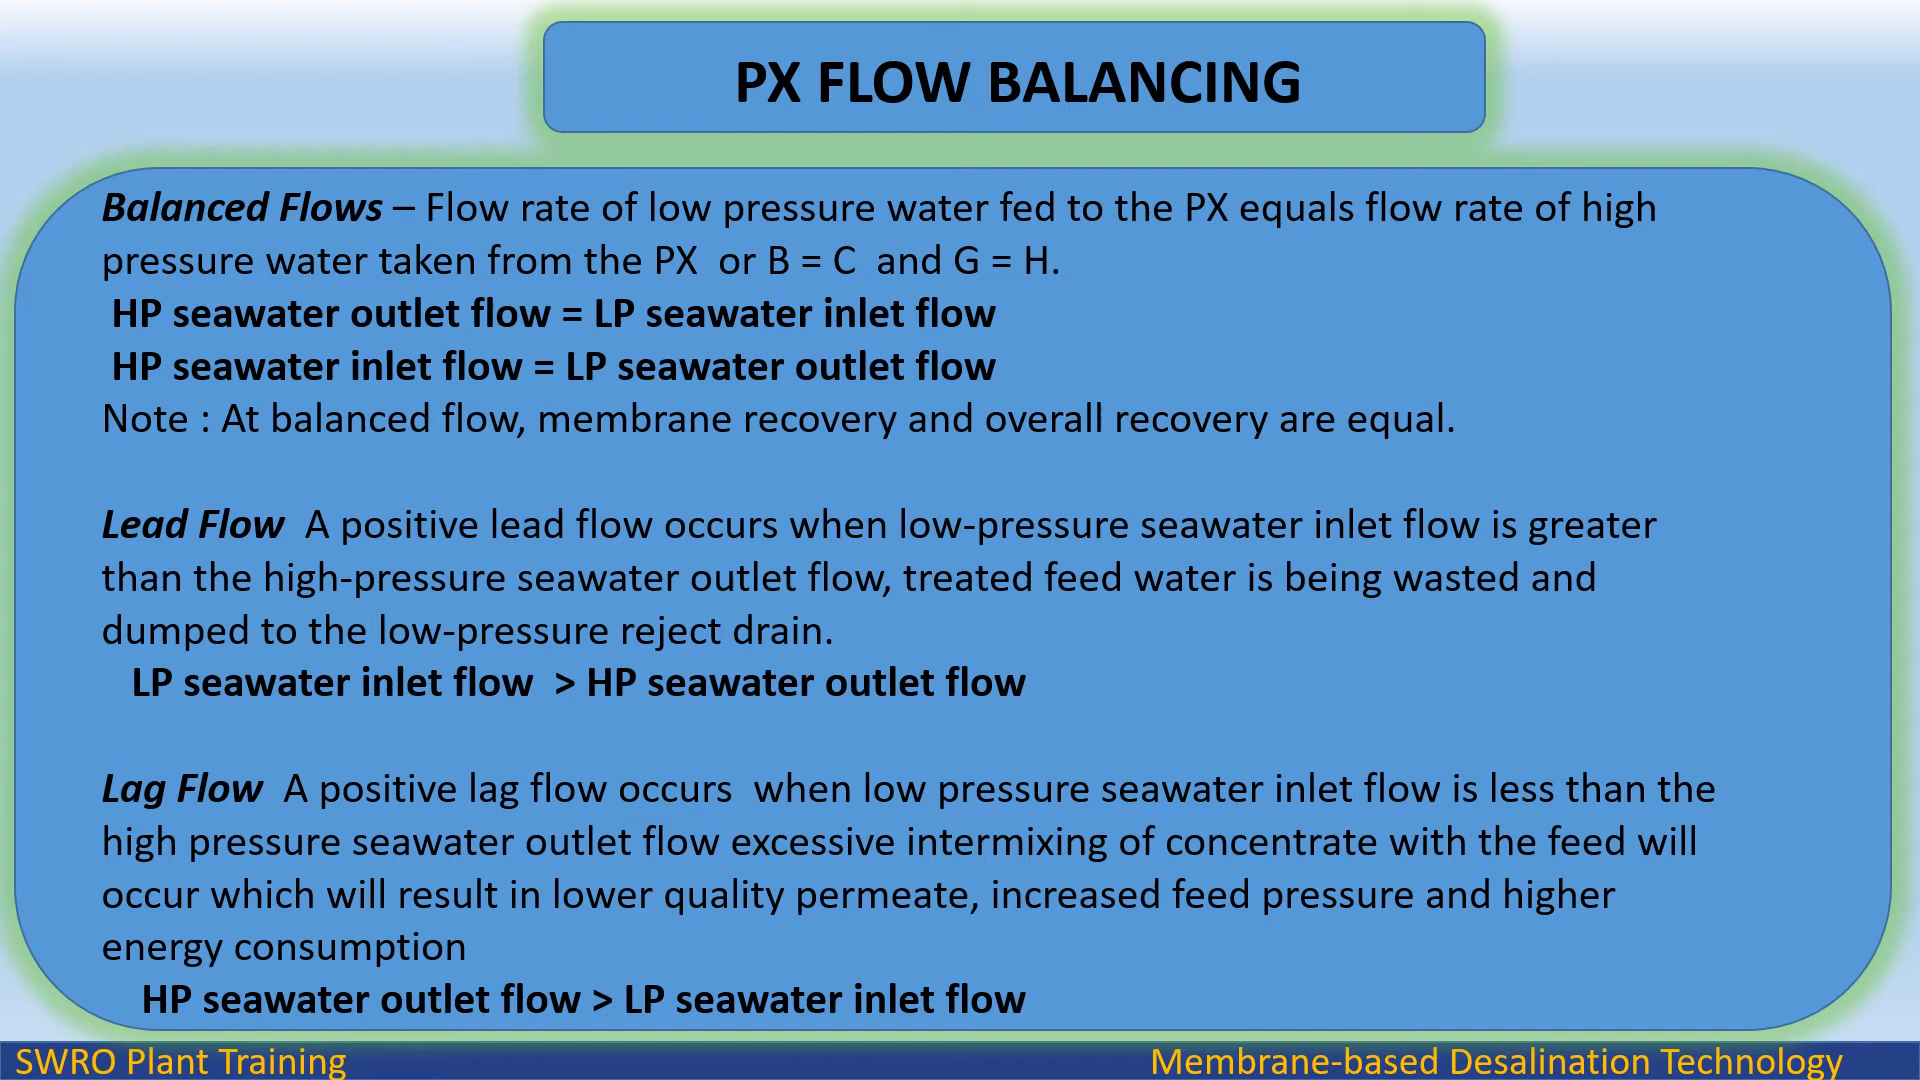 PX FLOW BALANCING
Balanced Flows – Flow rate of low pressure water fed to the PX equals flow rate of high
pressure water taken from the PX  or B = C  and G = H.
HP seawater outlet flow = LP seawater inlet flow
HP seawater inlet flow = LP seawater outlet flow
Note : At balanced flow, membrane recovery and overall recovery are equal.
Lead Flow  A positive lead flow occurs when low-pressure seawater inlet flow is greater
than the high-pressure seawater outlet flow, treated feed water is being wasted and
dumped to the low-pressure reject drain.
LP seawater inlet flow  > HP seawater outlet flow
Lag Flow  A positive lag flow occurs  when low pressure seawater inlet flow is less than the
high pressure seawater outlet flow excessive intermixing of concentrate with the feed will
occur which will result in lower quality permeate, increased feed pressure and higher
energy consumption
HP seawater outlet flow > LP seawater inlet flow
SWRO Plant Training
Membrane-based Desalination Technology